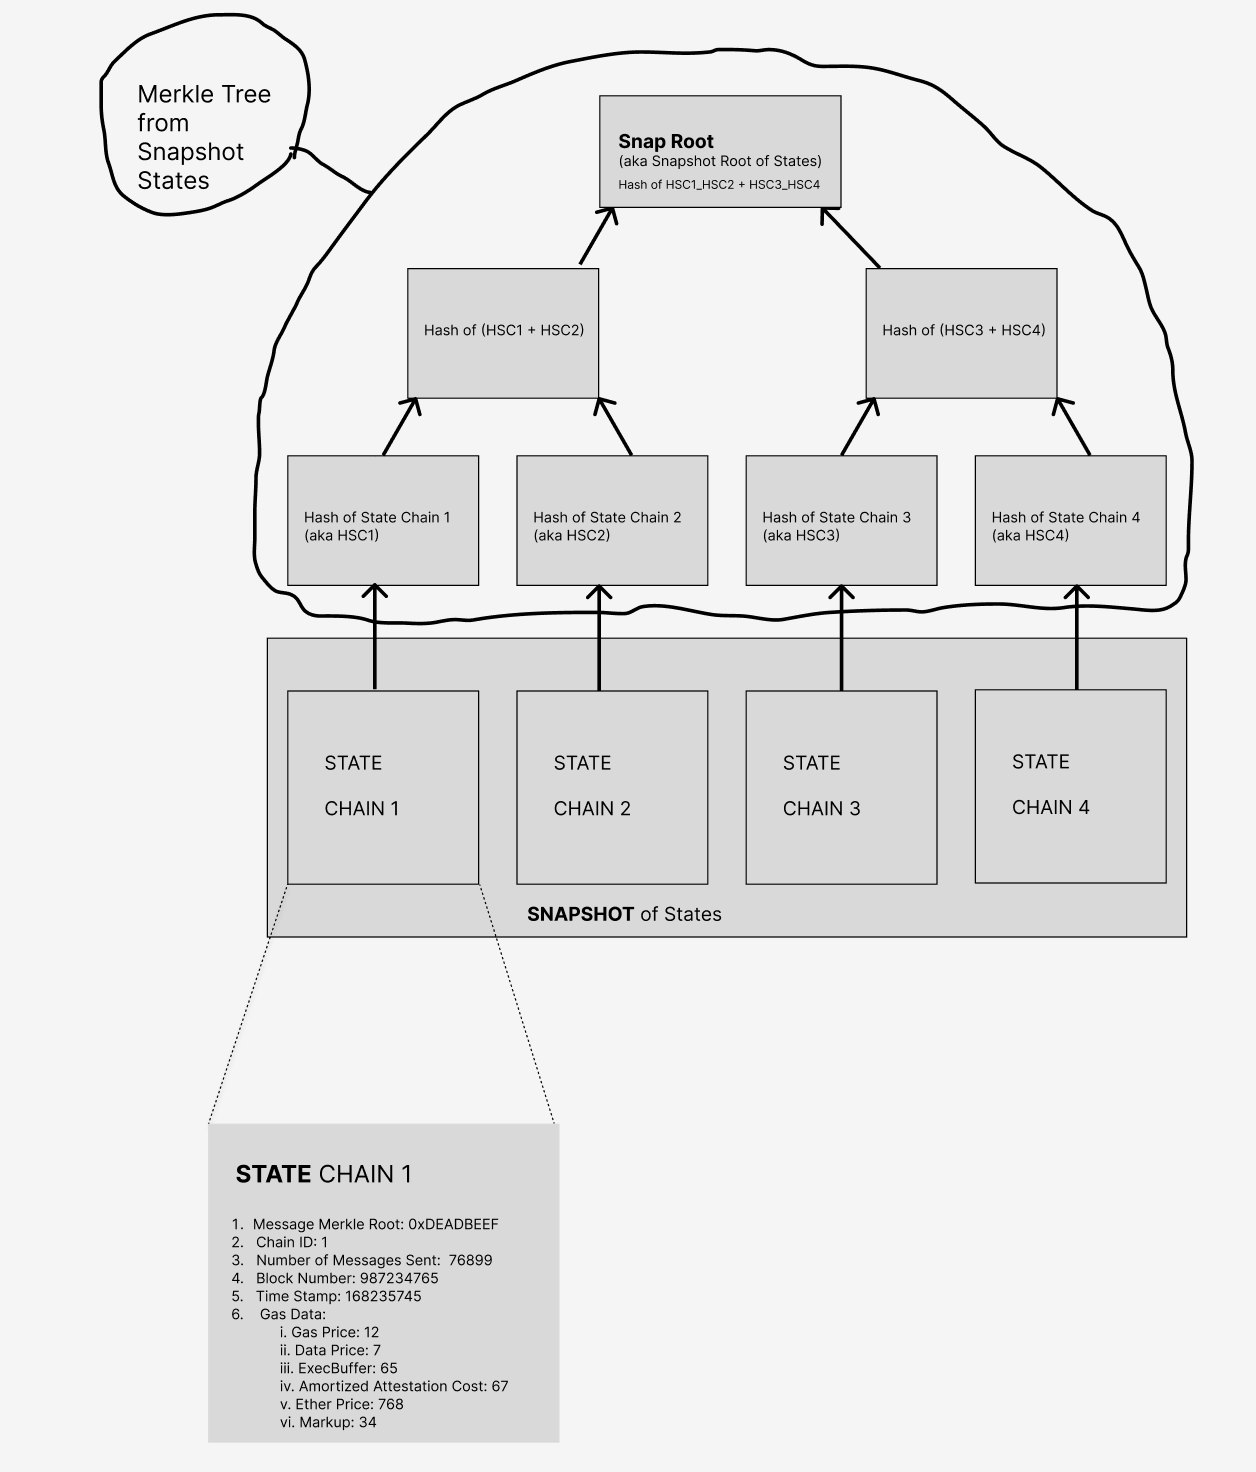 Merkle Tree
from
Snapshot
States
Snap Root
(aka Snapshot Root of States)
Hash of HSC1_HSC2 + HSC3_HSC4
Hash of (HSC1 + HSC2)
Hash of (HSC3 + HSC4)
Hash of State Chain 1
(aka HSC1)
Hash of State Chain 2
(aka HSC2)
Hash of State Chain 3
(aka HSC3)
Hash of State Chain 4
(aka HSC4)
STATE
CHAIN 1
STATE
CHAIN 2
STATE
CHAIN 3
STATE
CHAIN 4
SNAPSHOT of States
STATE CHAIN 1
1. Message Merkle Root: 0xDEADBEEF
2. Chain ID: 1
3. Number of Messages Sent: 76899
4. Block Number: 987234765
5. Time Stamp: 168235745
6. Gas Data:
i. Gas Price: 12
ii. Data Price: 7
iii. ExecBuffer: 65
iv. Amortized Attestation Cost: 67
v. Ether Price: 768
vi. Markup: 34